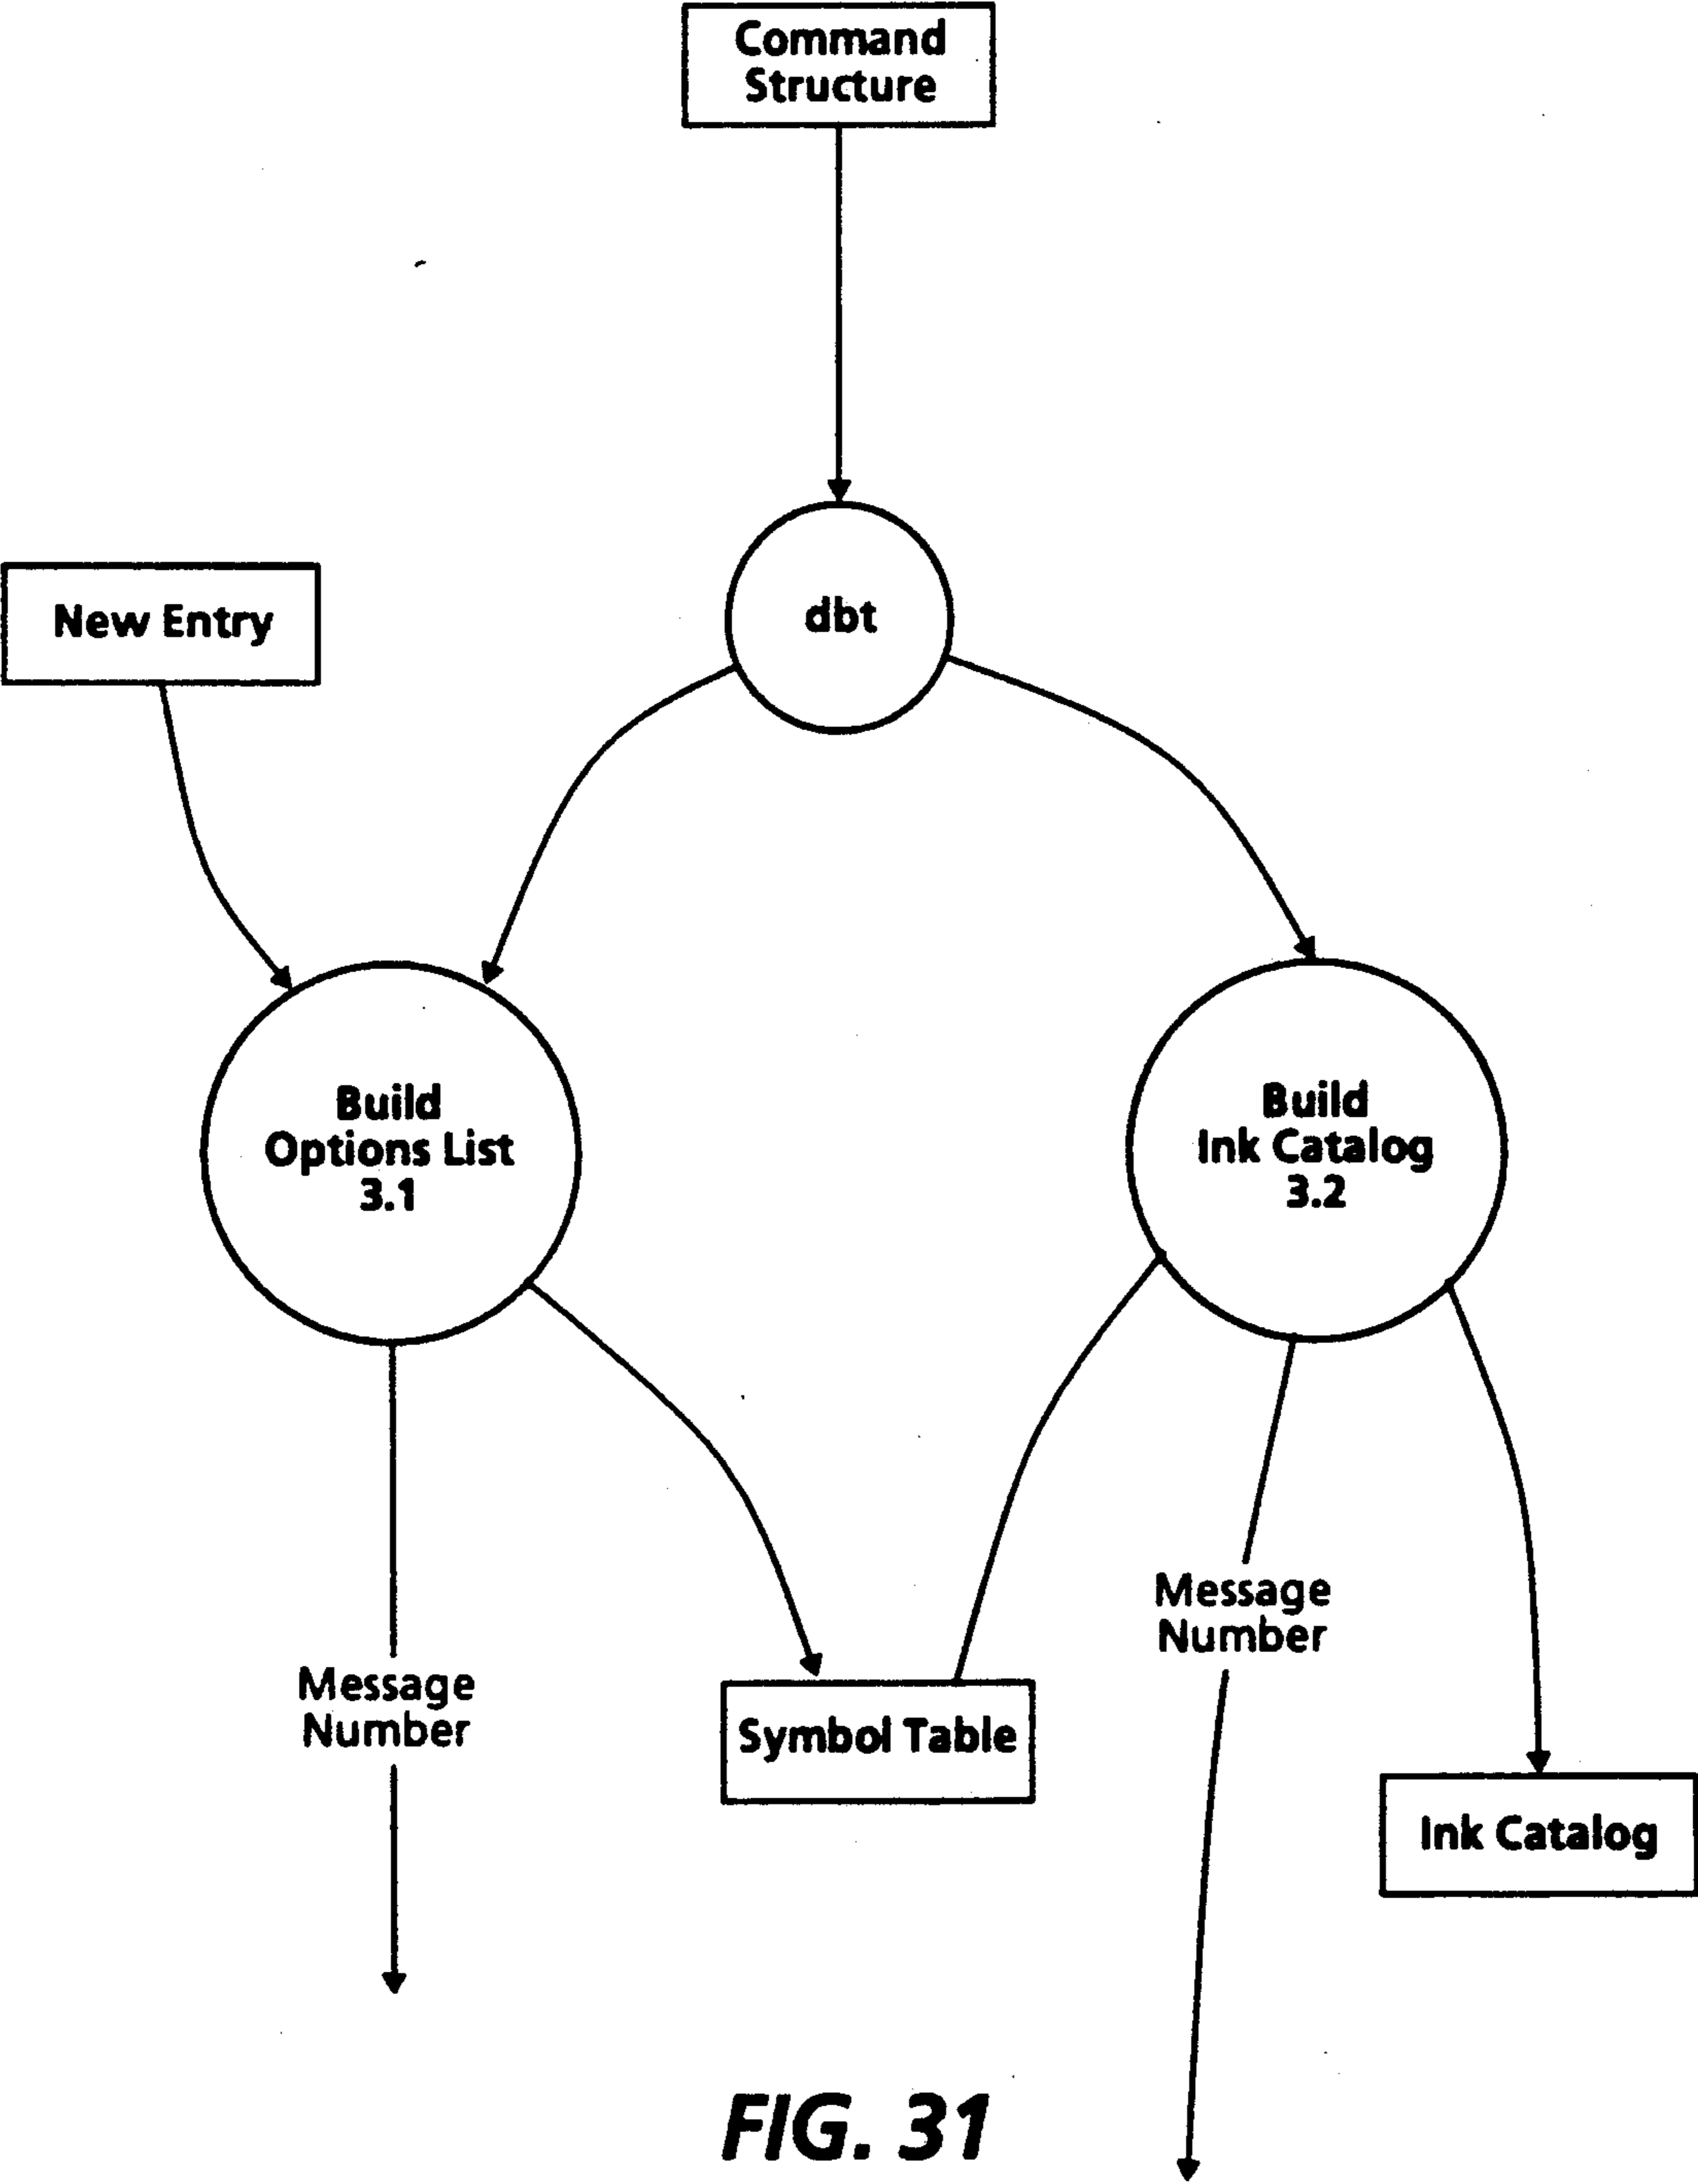 Command
Structure
dbt
New Entry
Build
Options List
3.1
Build
Ink Catalog
3.2
Message
Number
Message
Number
Symbol Table
Ink Catalog
FIG. 31